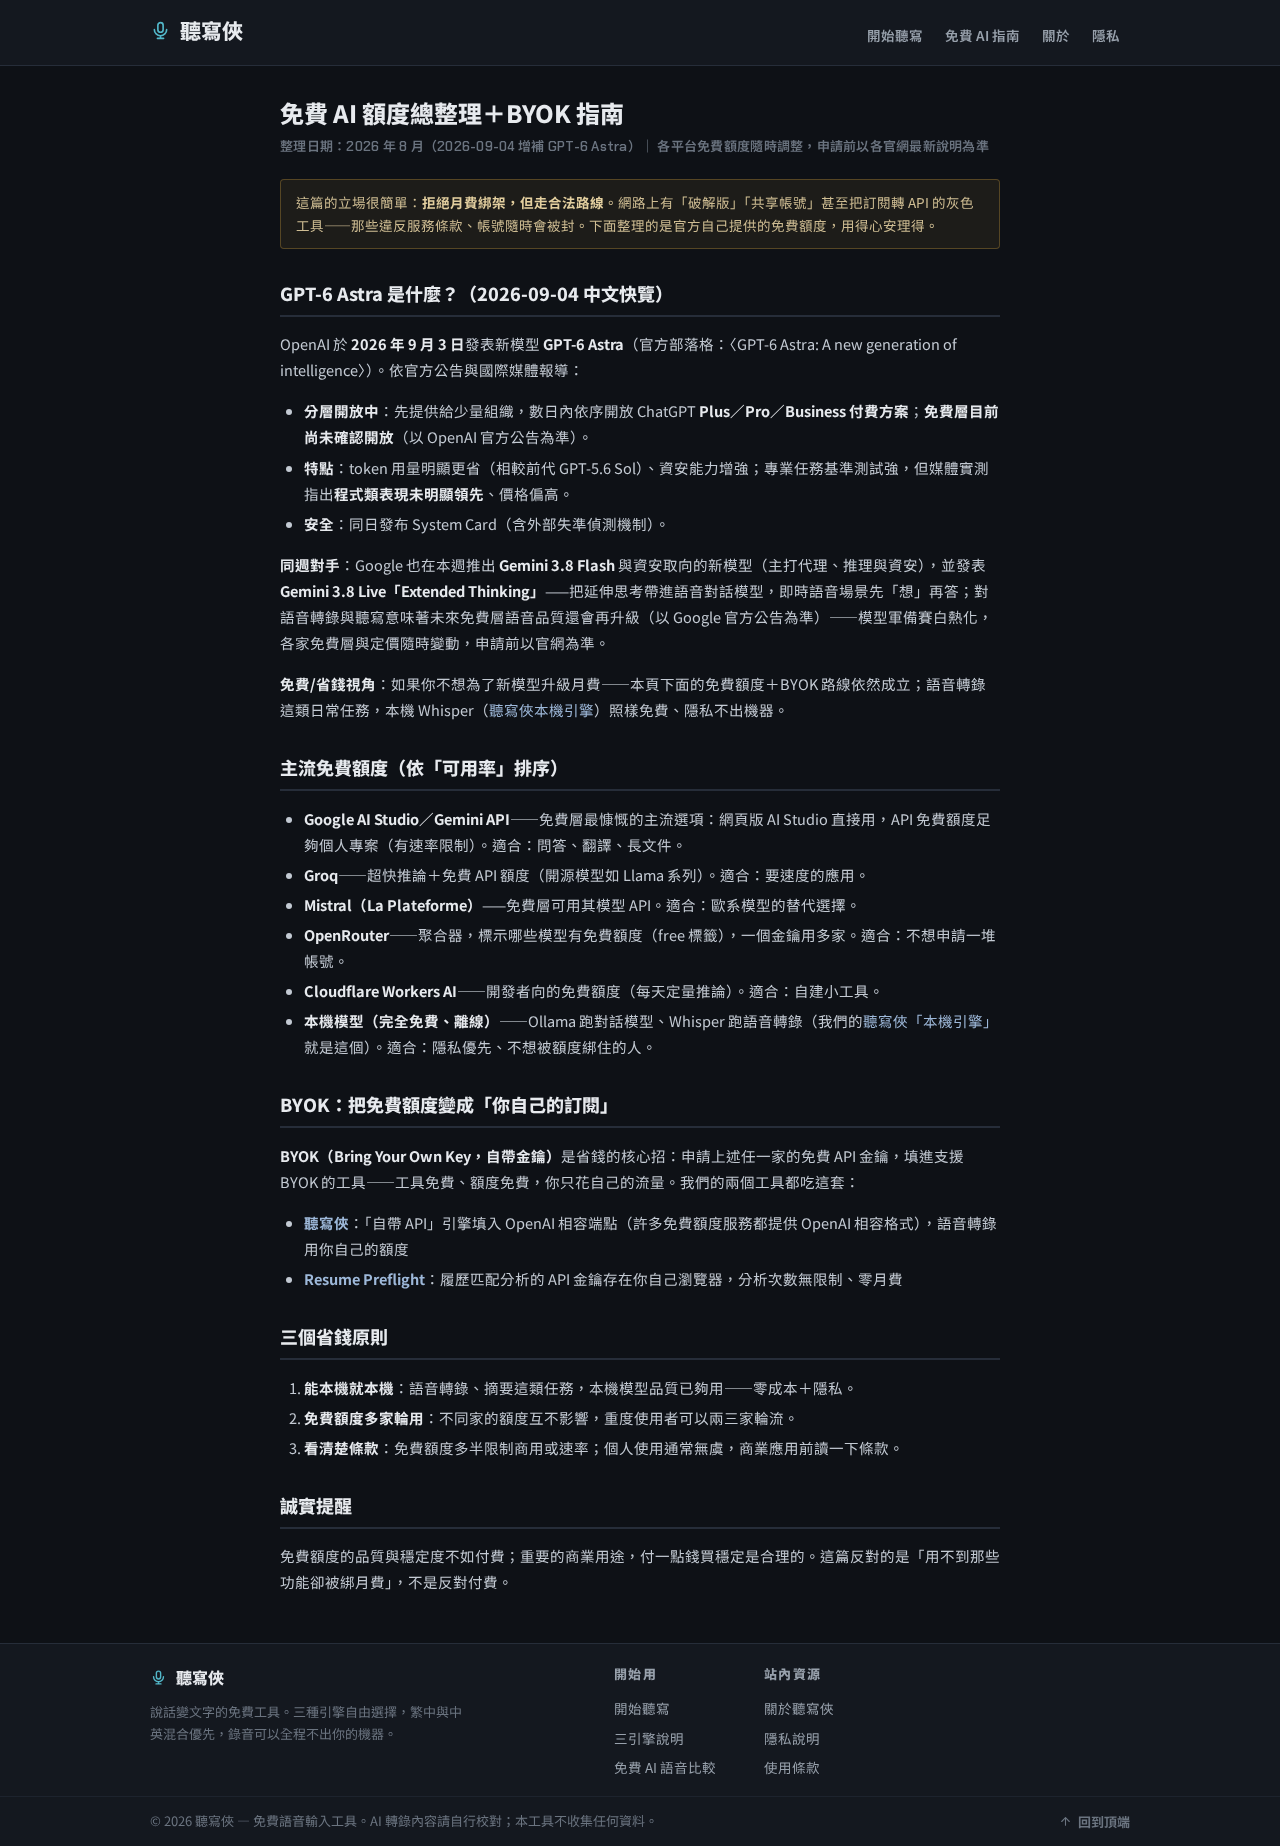 聽寫俠
開始聽寫 免費 AI 指南 關於 隱私
免費 AI 額度總整理＋BYOK 指南
整理日期：2026 年 8 月（2026-09-04 增補 GPT-6 Astra）｜ 各平台免費額度隨時調整，申請前以各官網最新說明為準
這篇的立場很簡單：拒絕月費綁架，但走合法路線。網路上有「破解版」「共享帳號」甚至把訂閱轉 API 的灰色
工具——那些違反服務條款、帳號隨時會被封。下面整理的是官方自己提供的免費額度，用得心安理得。
GPT-6 Astra 是什麼？（2026-09-04 中文快覽）
OpenAI 於 2026 年 9 月 3 日發表新模型 GPT-6 Astra（官方部落格：〈GPT-6 Astra: A new generation of
intelligence〉）。依官方公告與國際媒體報導：
• 分層開放中：先提供給少量組織，數日內依序開放 ChatGPT Plus／Pro／Business 付費方案；免費層目前
尚未確認開放（以 OpenAI 官方公告為準）。
• 特點：token 用量明顯更省（相較前代 GPT-5.6 Sol）、資安能力增強；專業任務基準測試強，但媒體實測
指出程式類表現未明顯領先、價格偏高。
• 安全：同日發布 System Card（含外部失準偵測機制）。
同週對手：Google 也在本週推出 Gemini 3.8 Flash 與資安取向的新模型（主打代理、推理與資安），並發表
Gemini 3.8 Live「Extended Thinking」——把延伸思考帶進語音對話模型，即時語音場景先「想」再答；對
語音轉錄與聽寫意味著未來免費層語音品質還會再升級（以 Google 官方公告為準）——模型軍備賽白熱化，
各家免費層與定價隨時變動，申請前以官網為準。
免費/省錢視角：如果你不想為了新模型升級月費——本頁下面的免費額度＋BYOK 路線依然成立；語音轉錄
這類日常任務，本機 Whisper（聽寫俠本機引擎）照樣免費、隱私不出機器。
主流免費額度（依「可用率」排序）
• Google AI Studio／Gemini API——免費層最慷慨的主流選項：網頁版 AI Studio 直接用，API 免費額度足
夠個人專案（有速率限制）。適合：問答、翻譯、長文件。
• Groq——超快推論＋免費 API 額度（開源模型如 Llama 系列）。適合：要速度的應用。
• Mistral（La Plateforme）——免費層可用其模型 API。適合：歐系模型的替代選擇。
• OpenRouter——聚合器，標示哪些模型有免費額度（free 標籤），一個金鑰用多家。適合：不想申請一堆
帳號。
• Cloudflare Workers AI——開發者向的免費額度（每天定量推論）。適合：自建小工具。
• 本機模型（完全免費、離線）——Ollama 跑對話模型、Whisper 跑語音轉錄（我們的聽寫俠「本機引擎」
就是這個）。適合：隱私優先、不想被額度綁住的人。
BYOK：把免費額度變成「你自己的訂閱」
BYOK（Bring Your Own Key，自帶金鑰）是省錢的核心招：申請上述任一家的免費 API 金鑰，填進支援
BYOK 的工具——工具免費、額度免費，你只花自己的流量。我們的兩個工具都吃這套：
• 聽寫俠：「自帶 API」引擎填入 OpenAI 相容端點（許多免費額度服務都提供 OpenAI 相容格式），語音轉錄
用你自己的額度
• Resume Preflight：履歷匹配分析的 API 金鑰存在你自己瀏覽器，分析次數無限制、零月費
三個省錢原則
1. 能本機就本機：語音轉錄、摘要這類任務，本機模型品質已夠用——零成本＋隱私。
2. 免費額度多家輪用：不同家的額度互不影響，重度使用者可以兩三家輪流。
3. 看清楚條款：免費額度多半限制商用或速率；個人使用通常無虞，商業應用前讀一下條款。
誠實提醒
免費額度的品質與穩定度不如付費；重要的商業用途，付一點錢買穩定是合理的。這篇反對的是「用不到那些
功能卻被綁月費」，不是反對付費。
聽寫俠
說話變文字的免費工具。三種引擎自由選擇，繁中與中
英混合優先，錄音可以全程不出你的機器。
開始用
開始聽寫
三引擎說明
免費 AI 語音比較
站內資源
關於聽寫俠
隱私說明
使用條款
© 2026 聽寫俠 — 免費語音輸入工具。AI 轉錄內容請自行校對；本工具不收集任何資料。
↑ 回到頂端